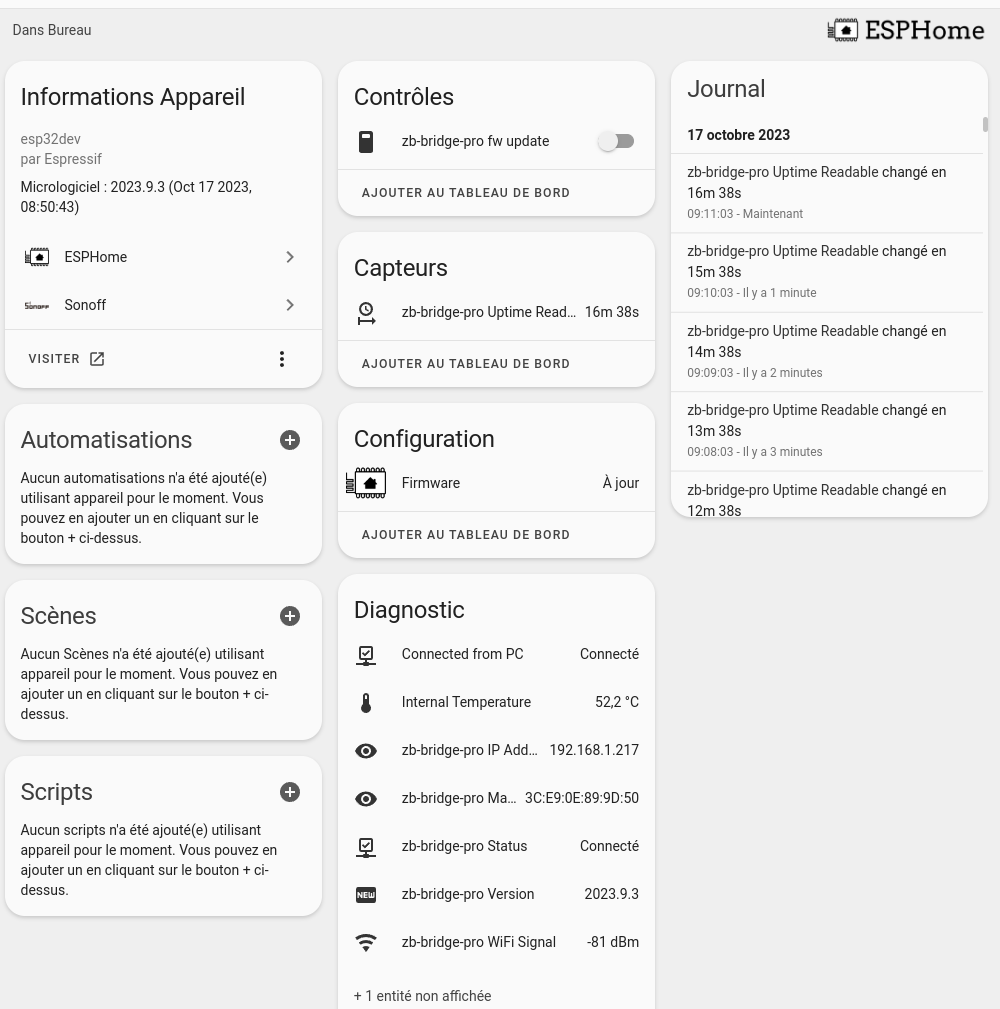 Dans Bureau
ESPHome
Informations Appareil
esp32dev
par Espressif
Micrologiciel : 2023.9.3 (Oct 17 2023,
08:50:43)
ESPHome
SONOFF
Sonoff
VISITER
Automatisations
Aucun automatisations n'a été ajouté(e)
utilisant appareil pour le moment. Vous
pouvez en ajouter un en cliquant sur le
bouton + ci-dessus.
Scènes
Aucun Scènes n'a été ajouté(e) utilisant
appareil pour le moment. Vous pouvez en
ajouter un en cliquant sur le bouton + ci-
dessus.
Scripts
Aucun scripts n'a été ajouté(e) utilisant
appareil pour le moment. Vous pouvez en
ajouter un en cliquant sur le bouton + ci-
dessus.
Contrôles
zb-bridge-pro fw update
AJOUTER AU TABLEAU DE BORD
Capteurs
zb-bridge-pro Uptime Read... 16m 38s
AJOUTER AU TABLEAU DE BORD
Configuration
Firmware À jour
AJOUTER AU TABLEAU DE BORD
Diagnostic
Connected from PC Connecté
Internal Temperature 52,2 °C
zb-bridge-pro IP Add... 192.168.1.217
zb-bridge-pro Ma... 3C:E9:0E:89:9D:50
zb-bridge-pro Status Connecté
NEW zb-bridge-pro Version 2023.9.3
zb-bridge-pro WiFi Signal -81 dBm
+ 1 entité non affichée
Journal
17 octobre 2023
zb-bridge-pro Uptime Readable changé en
16m 38s
09:11:03 - Maintenant
zb-bridge-pro Uptime Readable changé en
15m 38s
09:10:03 - Il y a 1 minute
zb-bridge-pro Uptime Readable changé en
14m 38s
09:09:03 - Il y a 2 minutes
zb-bridge-pro Uptime Readable changé en
13m 38s
09:08:03 - Il y a 3 minutes
zb-bridge-pro Uptime Readable changé en
12m 38s